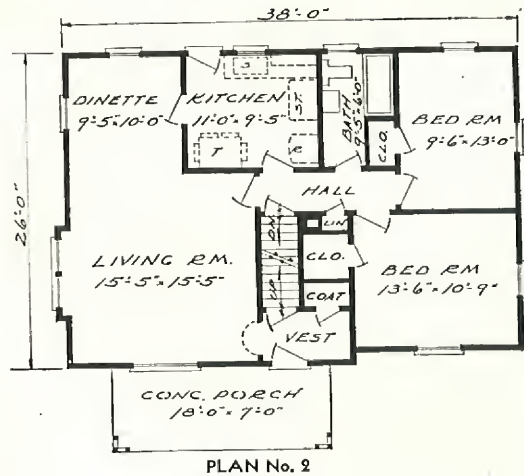 38'-0"
26'-0"
DINETTE
9'-5"x10'-0"
KITCHEN
11'-0"x9'-5"
S
ST.
T
R
BATH
9'-5"x6'-0"
CLO.
BED RM
9'-6"x13'-0"
HALL
LIN
DN.
UP
LIVING RM.
15'-5"x15'-5"
CLO.
COAT
BED RM
13'-6"x10'-9"
VEST
CONC. PORCH
18'-0"x7'-0"
PLAN No. 2